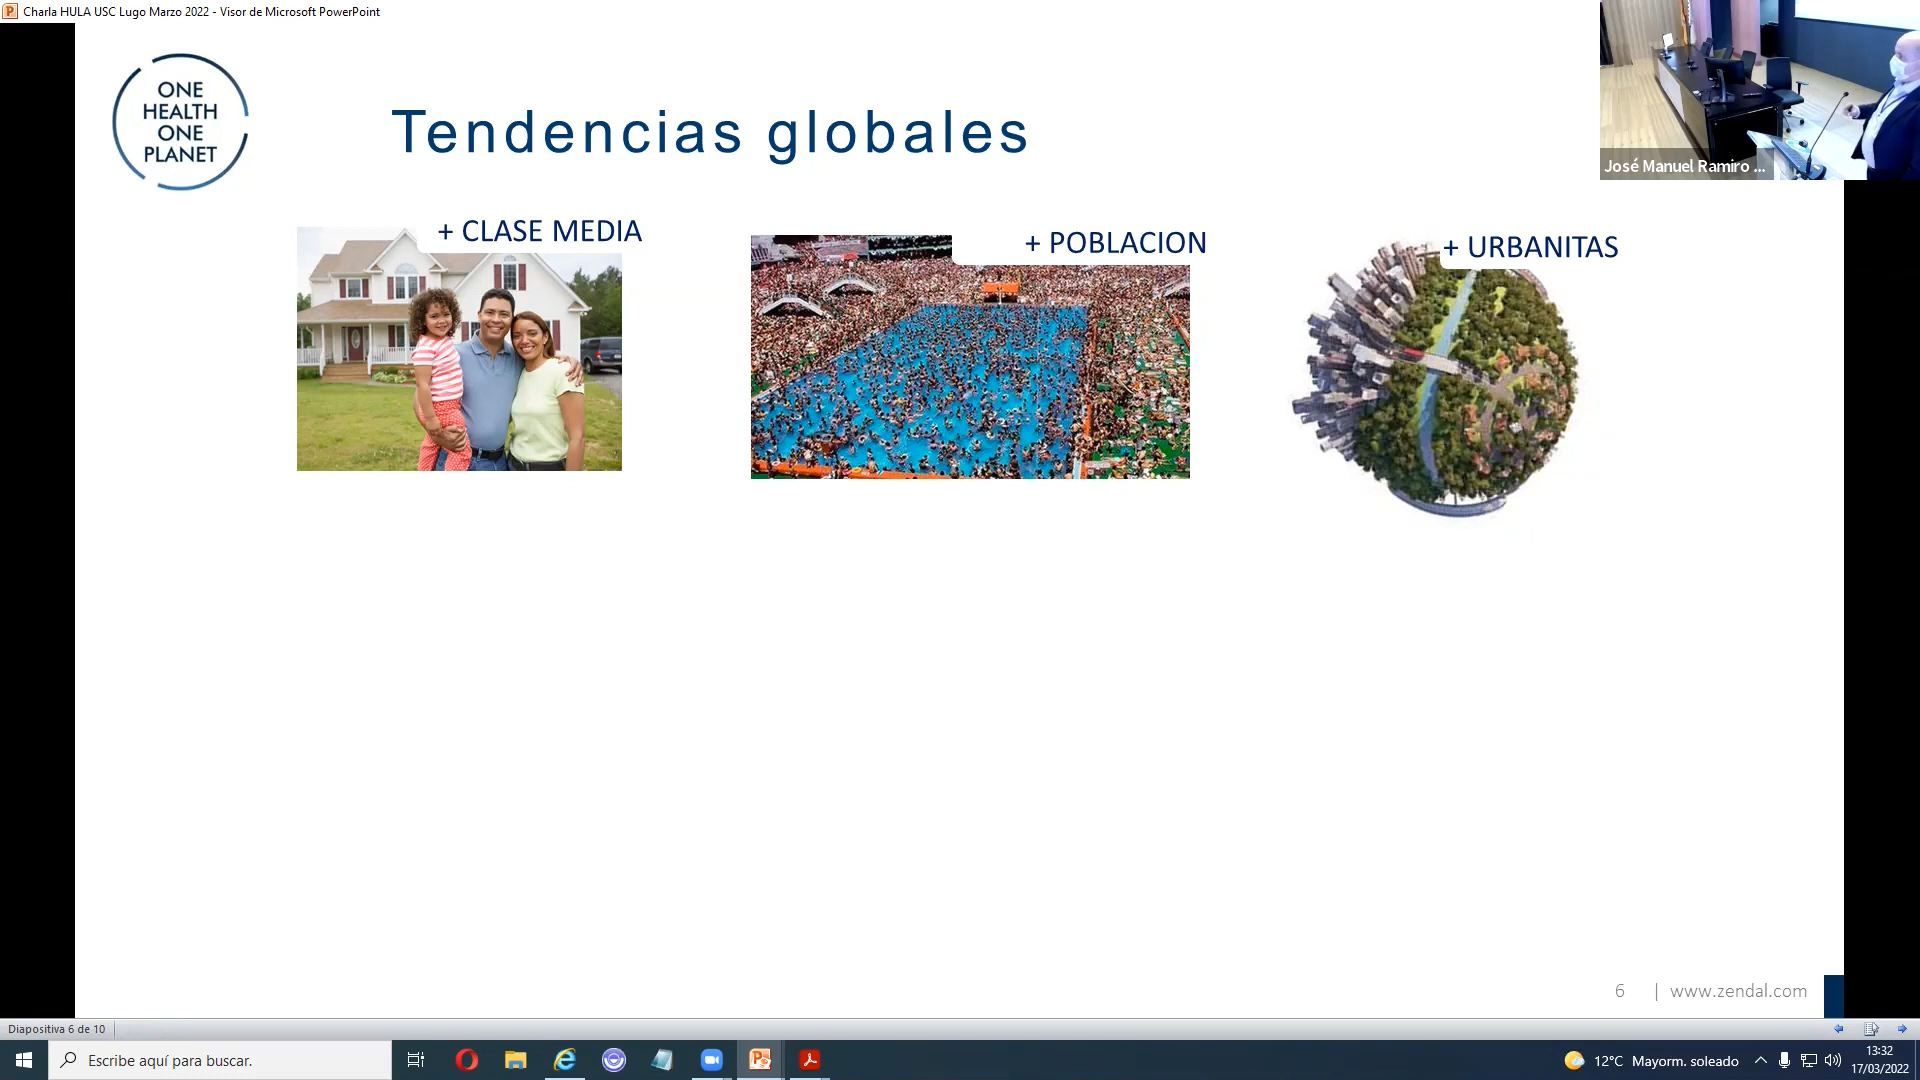 Charla HULA USC Lugo Marzo 2022 - Visor de Microsoft PowerPoint
ONE
HEALTH
ONE
PLANET
Tendencias globales
José Manuel Ramiro ...
+ CLASE MEDIA
+ POBLACION
+ URBANITAS
6 | www.zendal.com
Diapositiva 6 de 10
Escribe aquí para buscar.
12°C Mayorm. soleado
13:32
17/03/2022